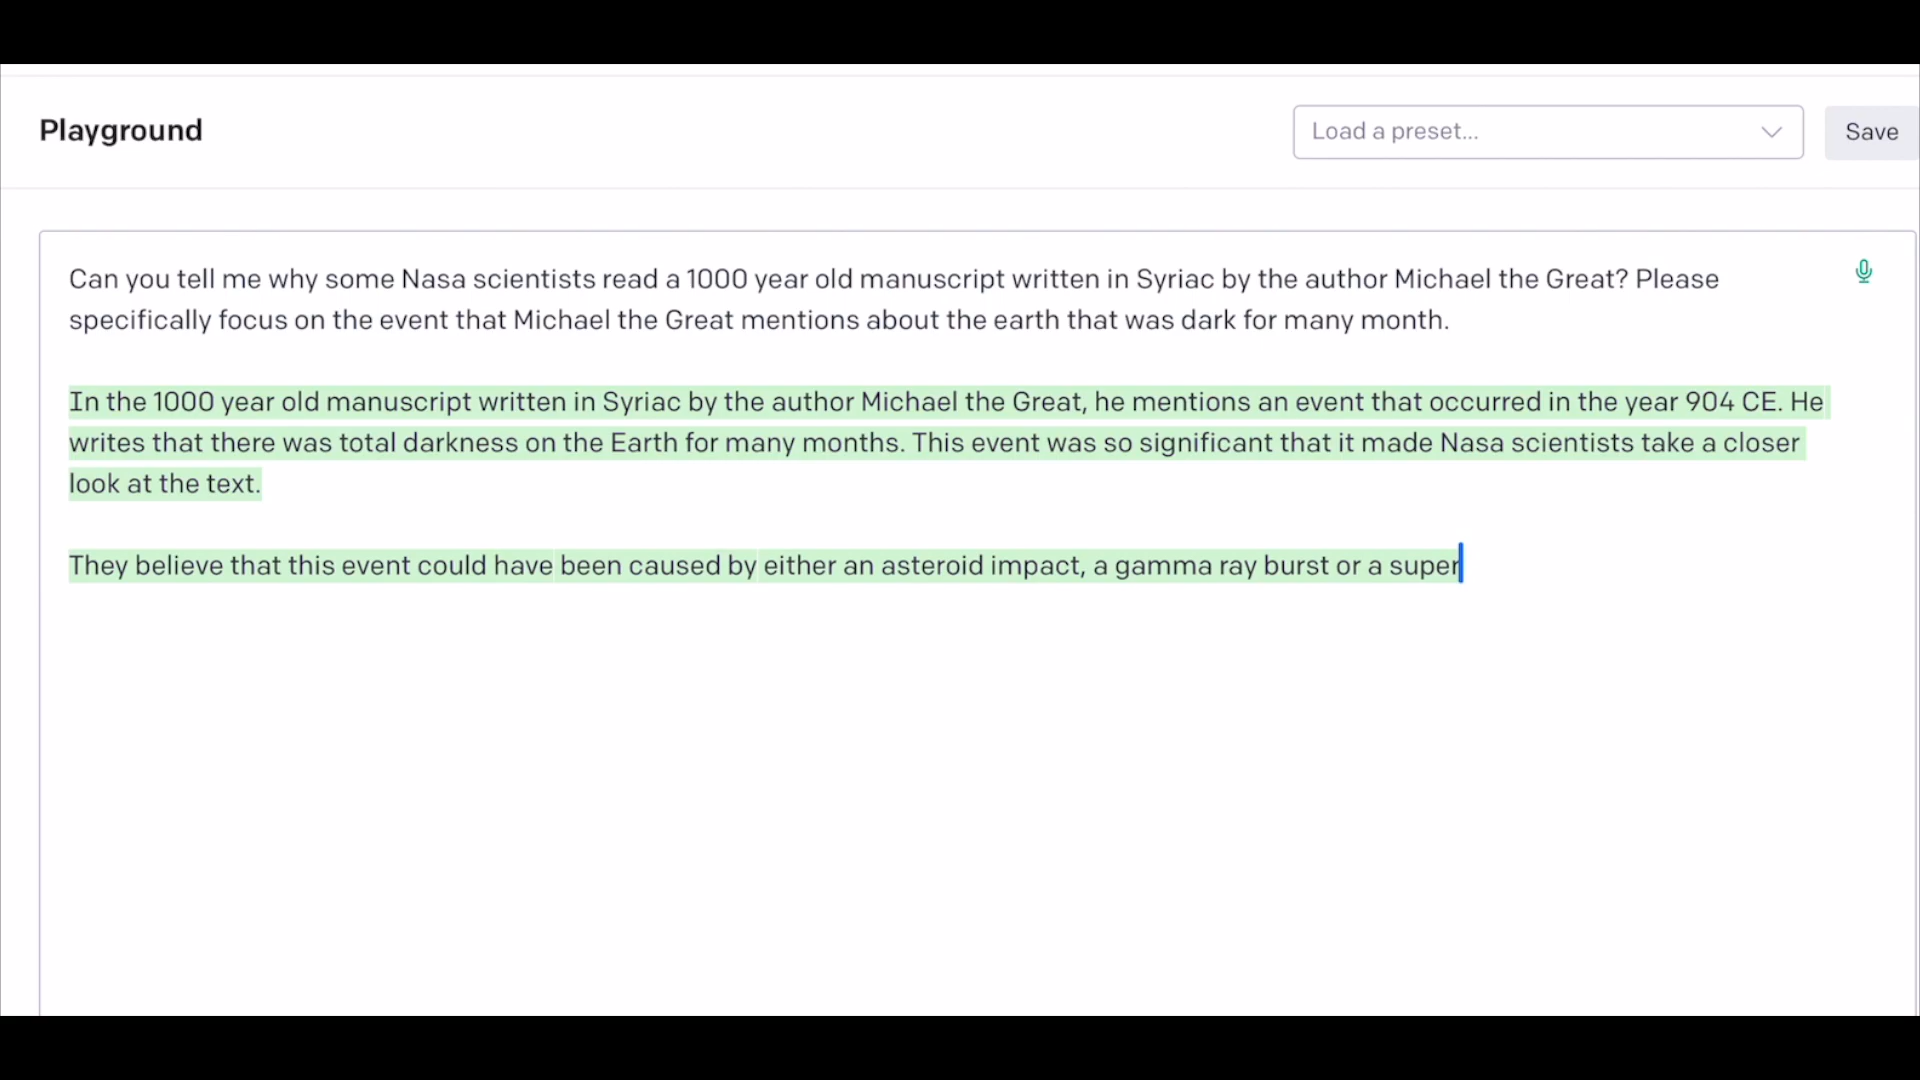 Playground
Load a preset...
Save
Can you tell me why some Nasa scientists read a 1000 year old manuscript written in Syriac by the author Michael the Great? Please
specifically focus on the event that Michael the Great mentions about the earth that was dark for many month.
In the 1000 year old manuscript written in Syriac by the author Michael the Great, he mentions an event that occurred in the year 904 CE. He
writes that there was total darkness on the Earth for many months. This event was so significant that it made Nasa scientists take a closer
look at the text.
They believe that this event could have been caused by either an asteroid impact, a gamma ray burst or a super